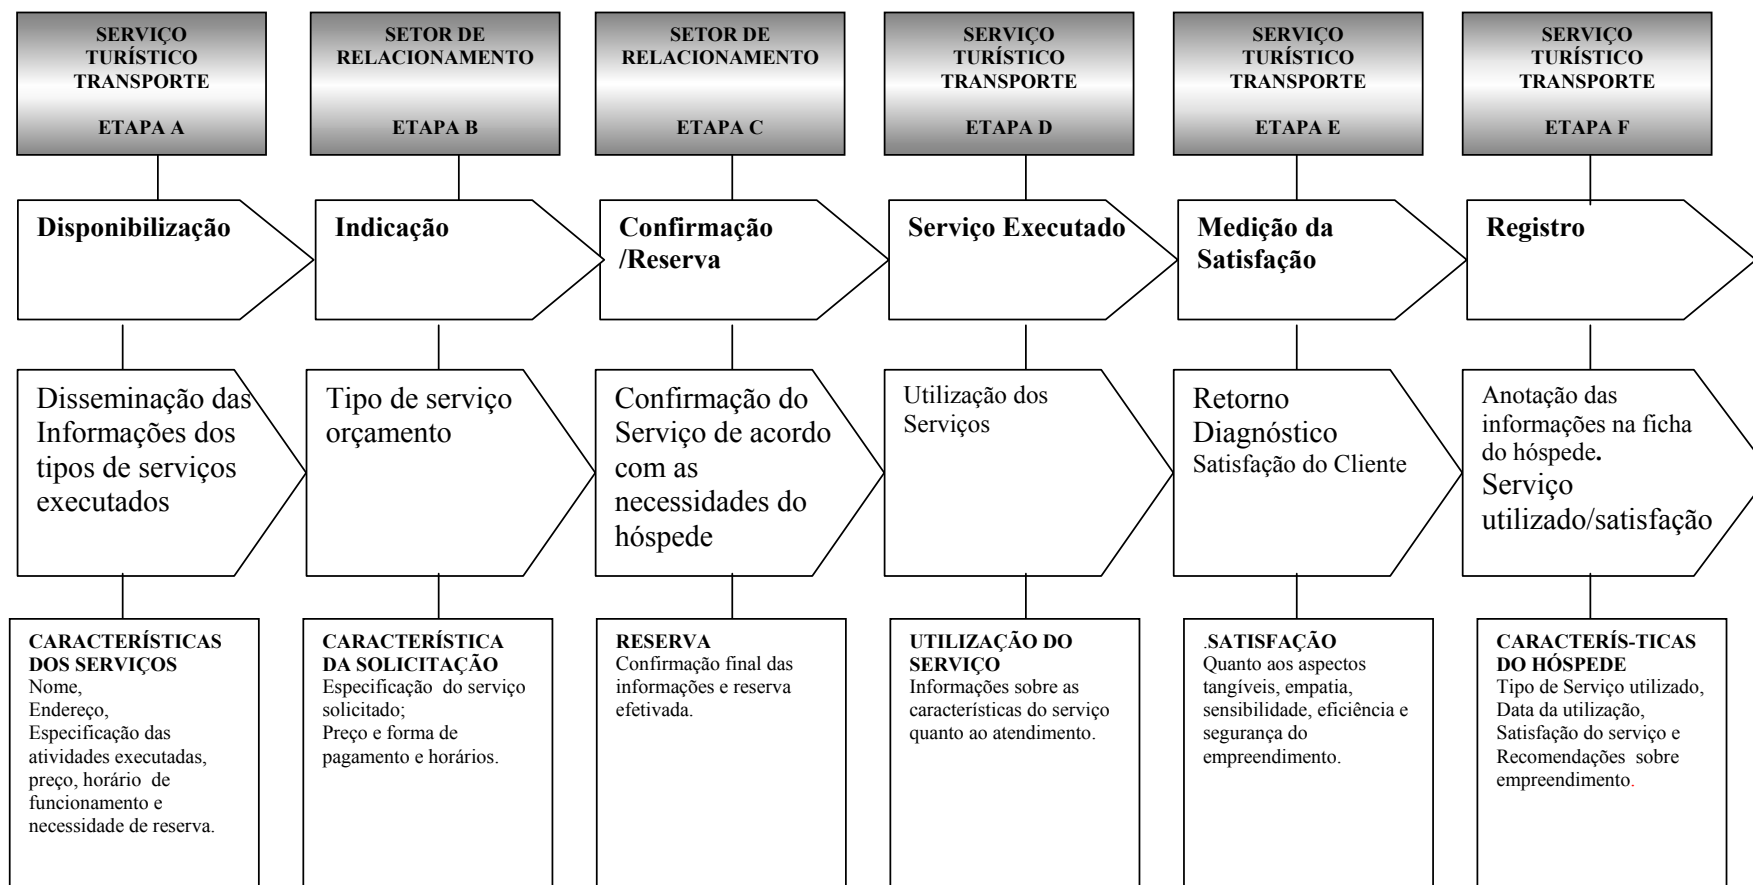 SERVIÇO
TURÍSTICO
TRANSPORTE
ETAPA A
SETOR DE
RELACIONAMENTO
ETAPA B
SETOR DE
RELACIONAMENTO
ETAPA C
SERVIÇO
TURÍSTICO
TRANSPORTE
ETAPA D
SERVIÇO
TURÍSTICO
TRANSPORTE
ETAPA E
SERVIÇO
TURÍSTICO
TRANSPORTE
ETAPA F
Disponibilização
Indicação
Confirmação
/Reserva
Serviço Executado
Medição da
Satisfação
Registro
Disseminação das
Informações dos
tipos de serviços
executados
Tipo de serviço
orçamento
Confirmação do
Serviço de acordo
com as
necessidades do
hóspede
Utilização dos
Serviços
Retorno
Diagnóstico
Satisfação do Cliente
Anotação das
informações na ficha
do hóspede.
Serviço
utilizado/satisfação
CARACTERÍSTICAS
DOS SERVIÇOS
Nome,
Endereço,
Especificação das
atividades executadas,
preço, horário de
funcionamento e
necessidade de reserva.
CARACTERÍSTICA
DA SOLICITAÇÃO
Especificação do serviço
solicitado;
Preço e forma de
pagamento e horários.
RESERVA
Confirmação final das
informações e reserva
efetivada.
UTILIZAÇÃO DO
SERVIÇO
Informações sobre as
características do serviço
quanto ao atendimento.
.SATISFAÇÃO
Quanto aos aspectos
tangíveis, empatia,
sensibilidade, eficiência e
segurança do
empreendimento.
CARACTERÍS-TICAS
DO HÓSPEDE
Tipo de Serviço utilizado,
Data da utilização,
Satisfação do serviço e
Recomendações sobre
empreendimento.